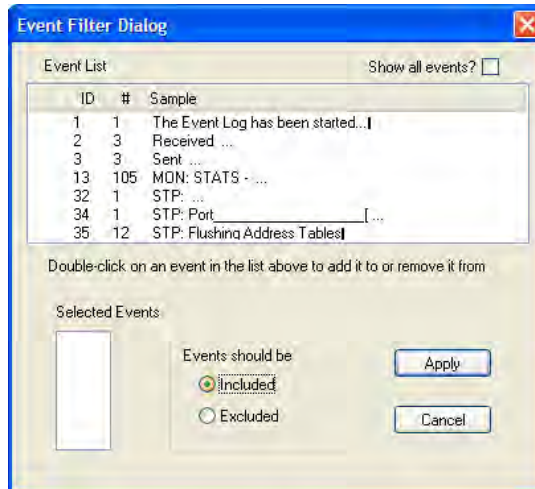 Event Filter Dialog
Event List
Show all events?
ID # Sample
1 1 The Event Log has been started...
2 3 Received ...
3 3 Sent ...
13 105 MON: STATS - ...
32 1 STP: ...
34 1 STP: Port____________________[ ...
35 12 STP: Flushing Address Tables
Double-click on an event in the list above to add it to or remove it from
Selected Events
Events should be
Included
Excluded
Apply
Cancel